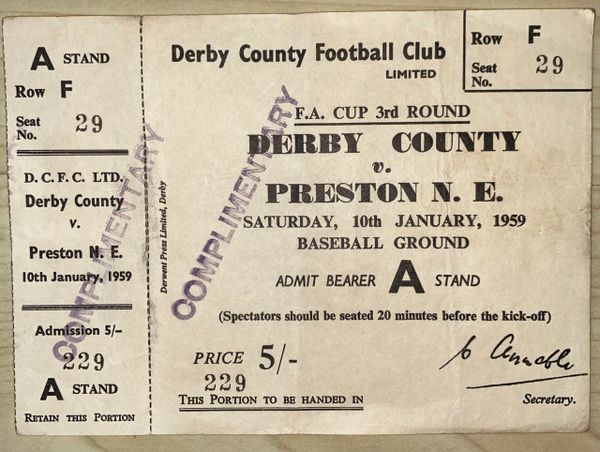 A STAND
Row F
Seat No. 29
D. C. F. C. LTD.
Derby County
v.
Preston N. E.
10th January, 1959
Admission 5/-
229
A STAND
RETAIN THIS PORTION
COMPLIMENTARY
Derwent Press Limited, Derby
COMPLIMENTARY
Derby County Football Club
LIMITED
Row F
Seat No. 29
F.A. CUP 3RD ROUND
DERBY COUNTY
v.
PRESTON N. E.
SATURDAY, 10TH JANUARY, 1959
BASEBALL GROUND
ADMIT BEARER A STAND
(Spectators should be seated 20 minutes before the kick-off)
PRICE 5/-
229
THIS PORTION TO BE HANDED IN
Secretary.